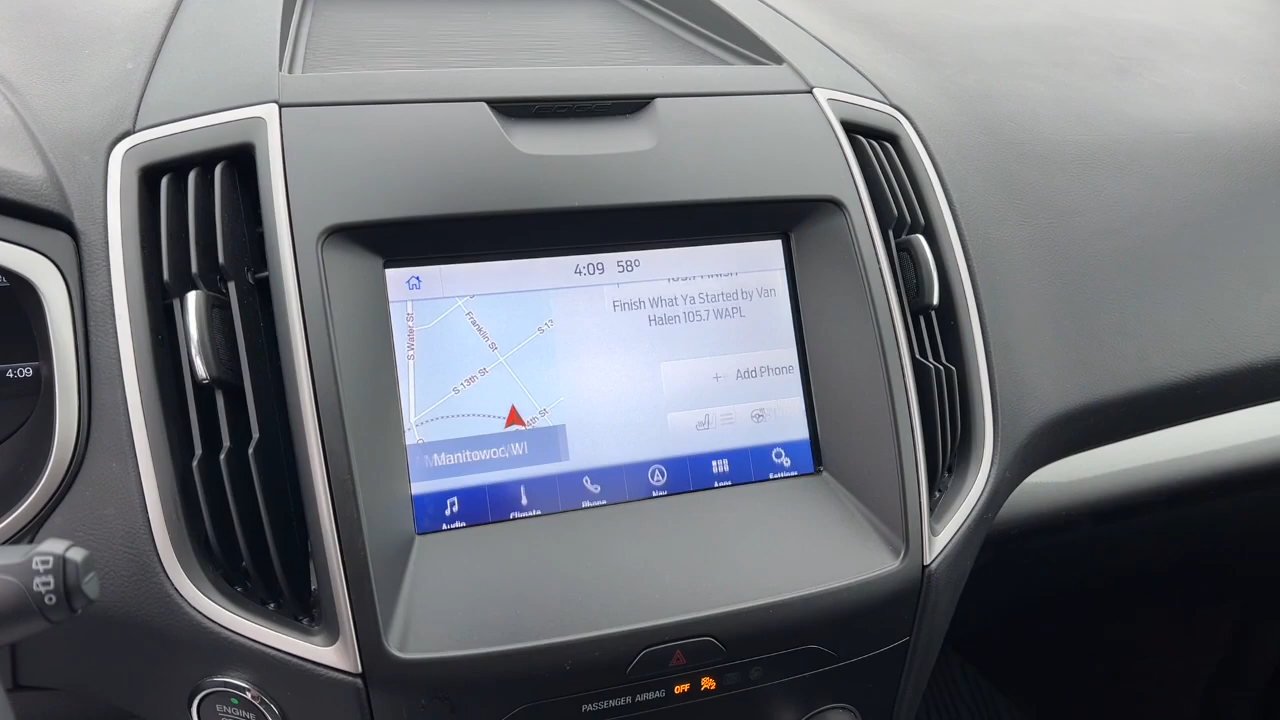 EDGE
4:09 58°
Finish What Ya Started by Van
Halen 105.7 WAPL
S Water St
Franklin St
S 13th St
Add Phone
Manitowoc, WI
Audio
Climate
Phone
Nav
Apps
Settings
4:09
PASSENGER AIRBAG OFF
ENGINE